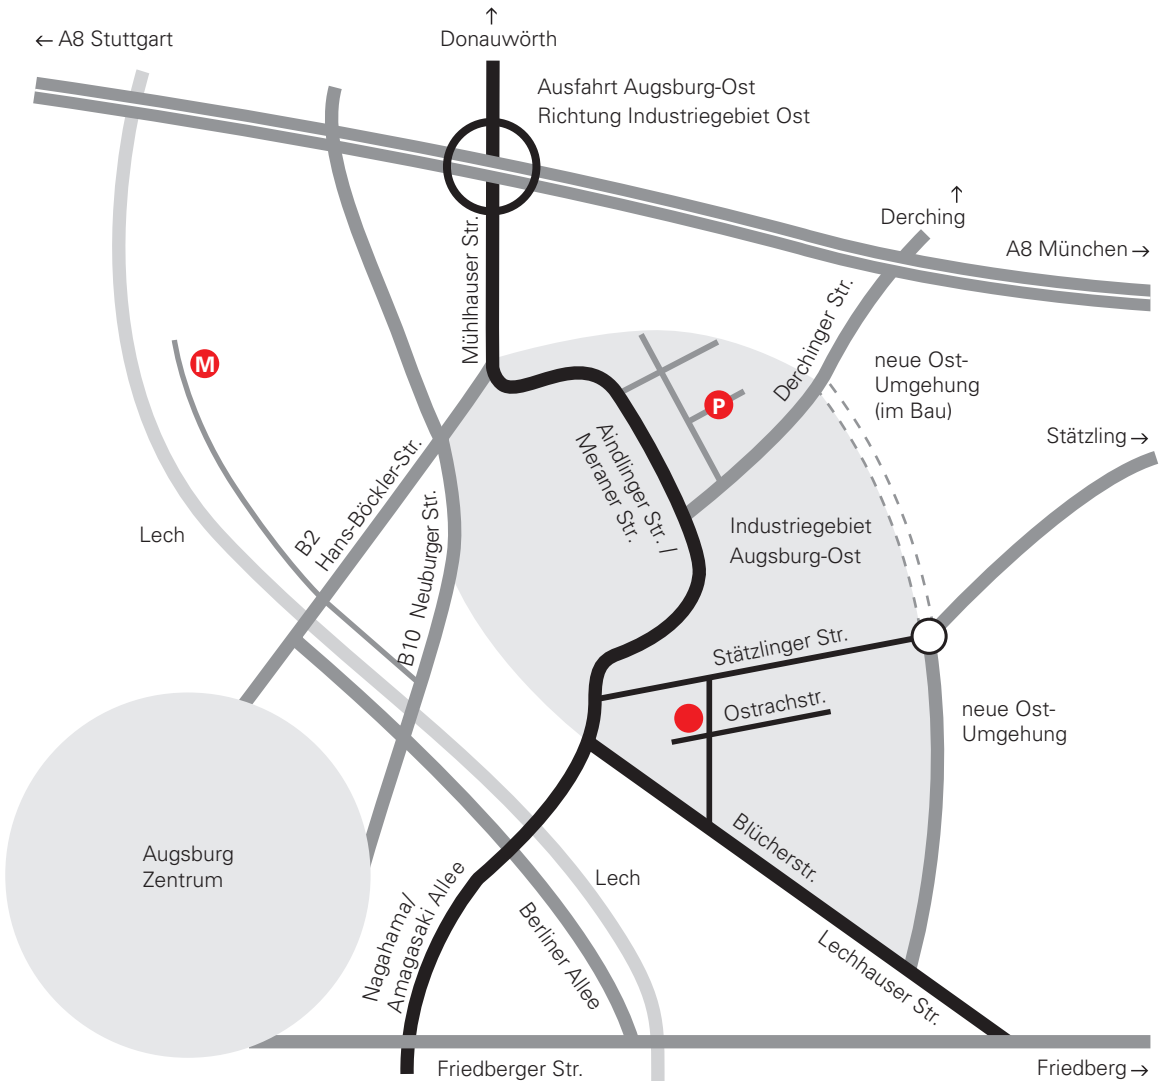 ↑
Donauwörth
← A8 Stuttgart
Ausfahrt Augsburg-Ost
Richtung Industriegebiet Ost
↑
Derching
A8 München →
Mühlhauser Str.
Derchinger Str.
M
P
neue Ost-
Umgehung
(im Bau)
Stätzling →
Aindlinger Str. /
Meraner Str.
B2
Hans-Böckler-Str.
Lech
B10 Neuburger Str.
Industriegebiet
Augsburg-Ost
Stätzlinger Str.
Ostrachstr.
neue Ost-
Umgehung
Augsburg
Zentrum
Blücherstr.
Lech
Nagahama/
Amagasaki Allee
Berliner Allee
Lechhauser Str.
Friedberger Str.
Friedberg →